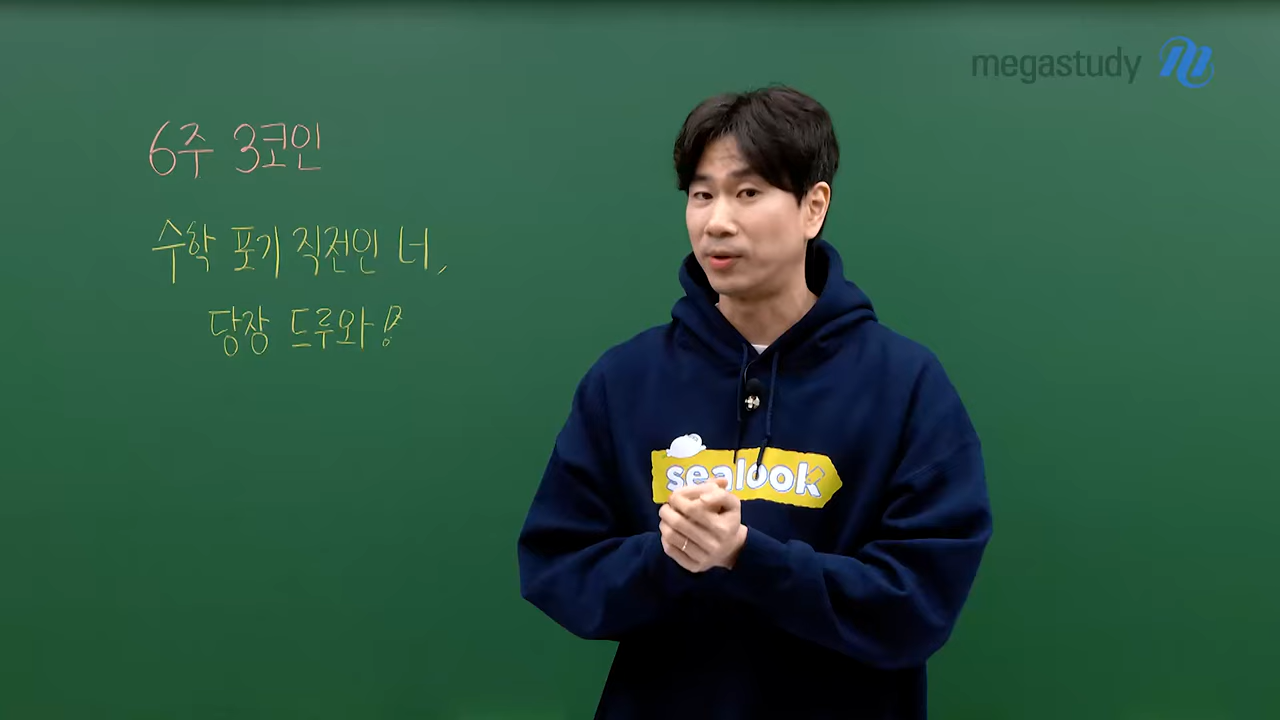 megastudy
6주 3코인
수학 포기 직전인 너,
당장 드루와!
sealook